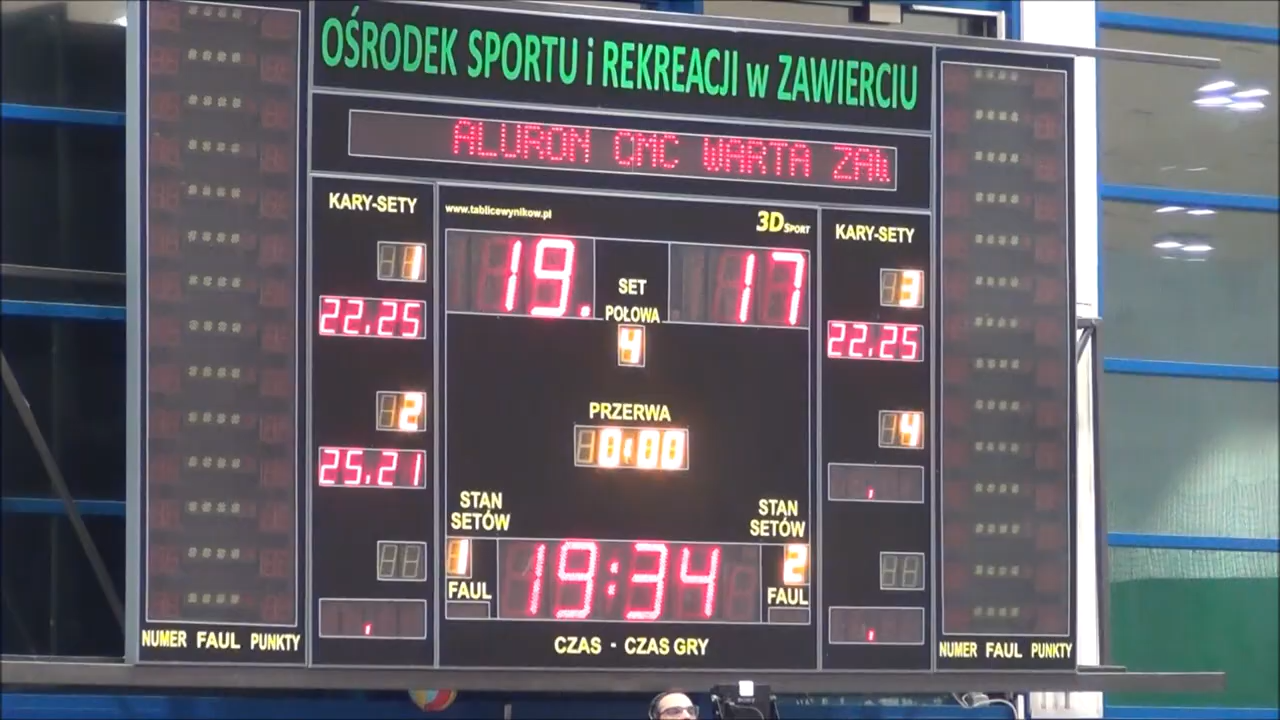 OŚRODEK SPORTU i REKREACJI w ZAWIERCIU
ALURON CMC WARTA ZAW
KARY-SETY
1
22.25
2
25.21
www.tablicewynikow.pl
3D SPORT
19.
17
SET
POŁOWA
4
PRZERWA
0:00
STAN
SETÓW
1
FAUL
19:34
STAN
SETÓW
2
FAUL
CZAS - CZAS GRY
KARY-SETY
3
22.25
4
NUMER FAUL PUNKTY
NUMER FAUL PUNKTY